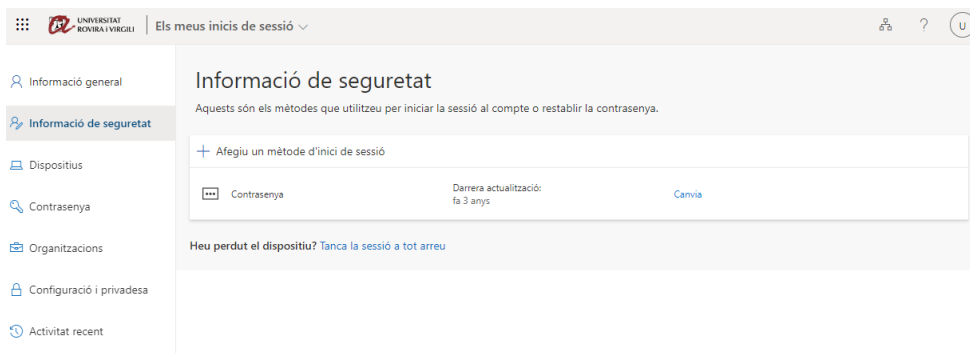 UNIVERSITAT
ROVIRA I VIRGILI
Els meus inicis de sessió
?
U
Informació general
Informació de seguretat
Dispositius
Contrasenya
Organitzacions
Configuració i privadesa
Activitat recent
Informació de seguretat
Aquests són els mètodes que utilitzeu per iniciar la sessió al compte o restablir la contrasenya.
+ Afegiu un mètode d'inici de sessió
Contrasenya
Darrera actualització:
fa 3 anys
Canvia
Heu perdut el dispositiu? Tanca la sessió a tot arreu